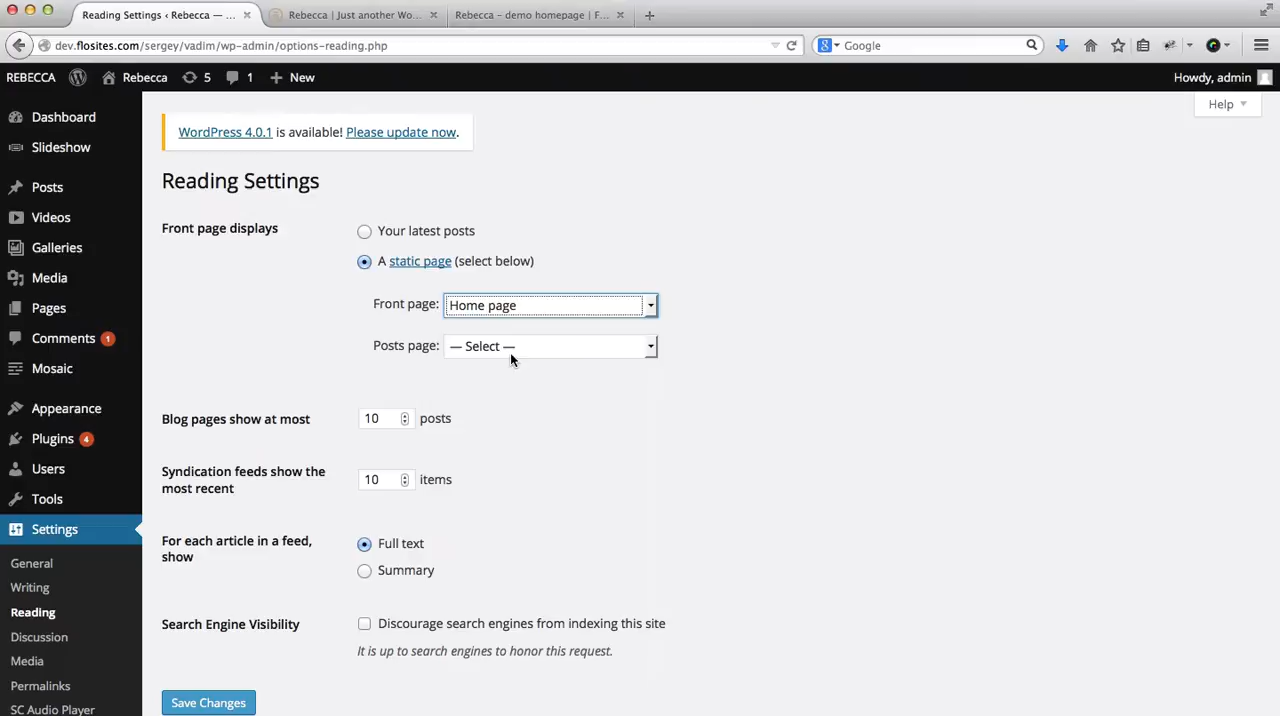 Reading Settings ‹ Rebecca — ...
Rebecca | Just another Wo...
Rebecca – demo homepage | F...
dev.flosites.com/sergey/vadim/wp-admin/options-reading.php
Google
REBECCA
Rebecca
5
1
New
Howdy, admin
Help
Dashboard
Slideshow
Posts
Videos
Galleries
Media
Pages
Comments 1
Mosaic
Appearance
Plugins 4
Users
Tools
Settings
General
Writing
Reading
Discussion
Media
Permalinks
SC Audio Player
WordPress 4.0.1 is available! Please update now.
Reading Settings
Front page displays
Your latest posts
A static page (select below)
Front page: Home page
Posts page: — Select —
Blog pages show at most
10 posts
Syndication feeds show the
most recent
10 items
For each article in a feed,
show
Full text
Summary
Search Engine Visibility
Discourage search engines from indexing this site
It is up to search engines to honor this request.
Save Changes